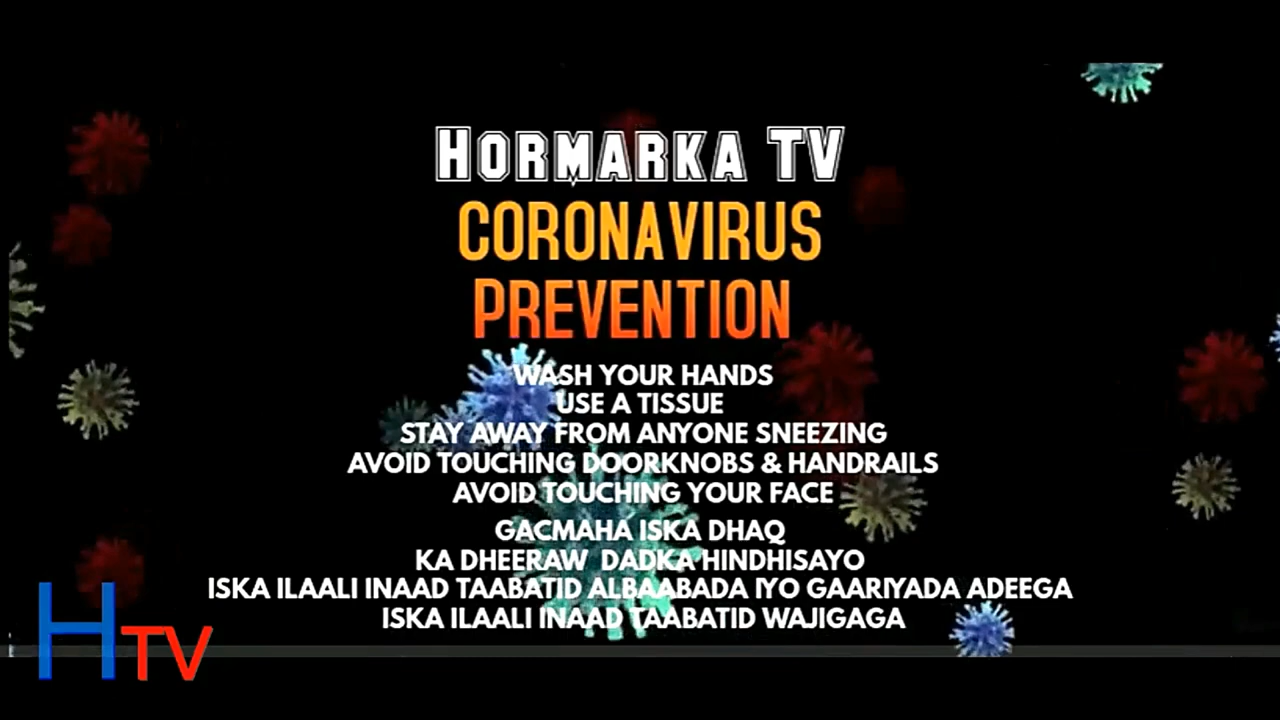 HORMARKA TV
CORONAVIRUS
PREVENTION
WASH YOUR HANDS
USE A TISSUE
STAY AWAY FROM ANYONE SNEEZING
AVOID TOUCHING DOORKNOBS & HANDRAILS
AVOID TOUCHING YOUR FACE
GACMAHA ISKA DHAQ
KA DHEERAW DADKA HINDHISAYO
ISKA ILAALI INAAD TAABATID ALBAABADA IYO GAARIYADA ADEEGA
ISKA ILAALI INAAD TAABATID WAJIGAGA
HTV